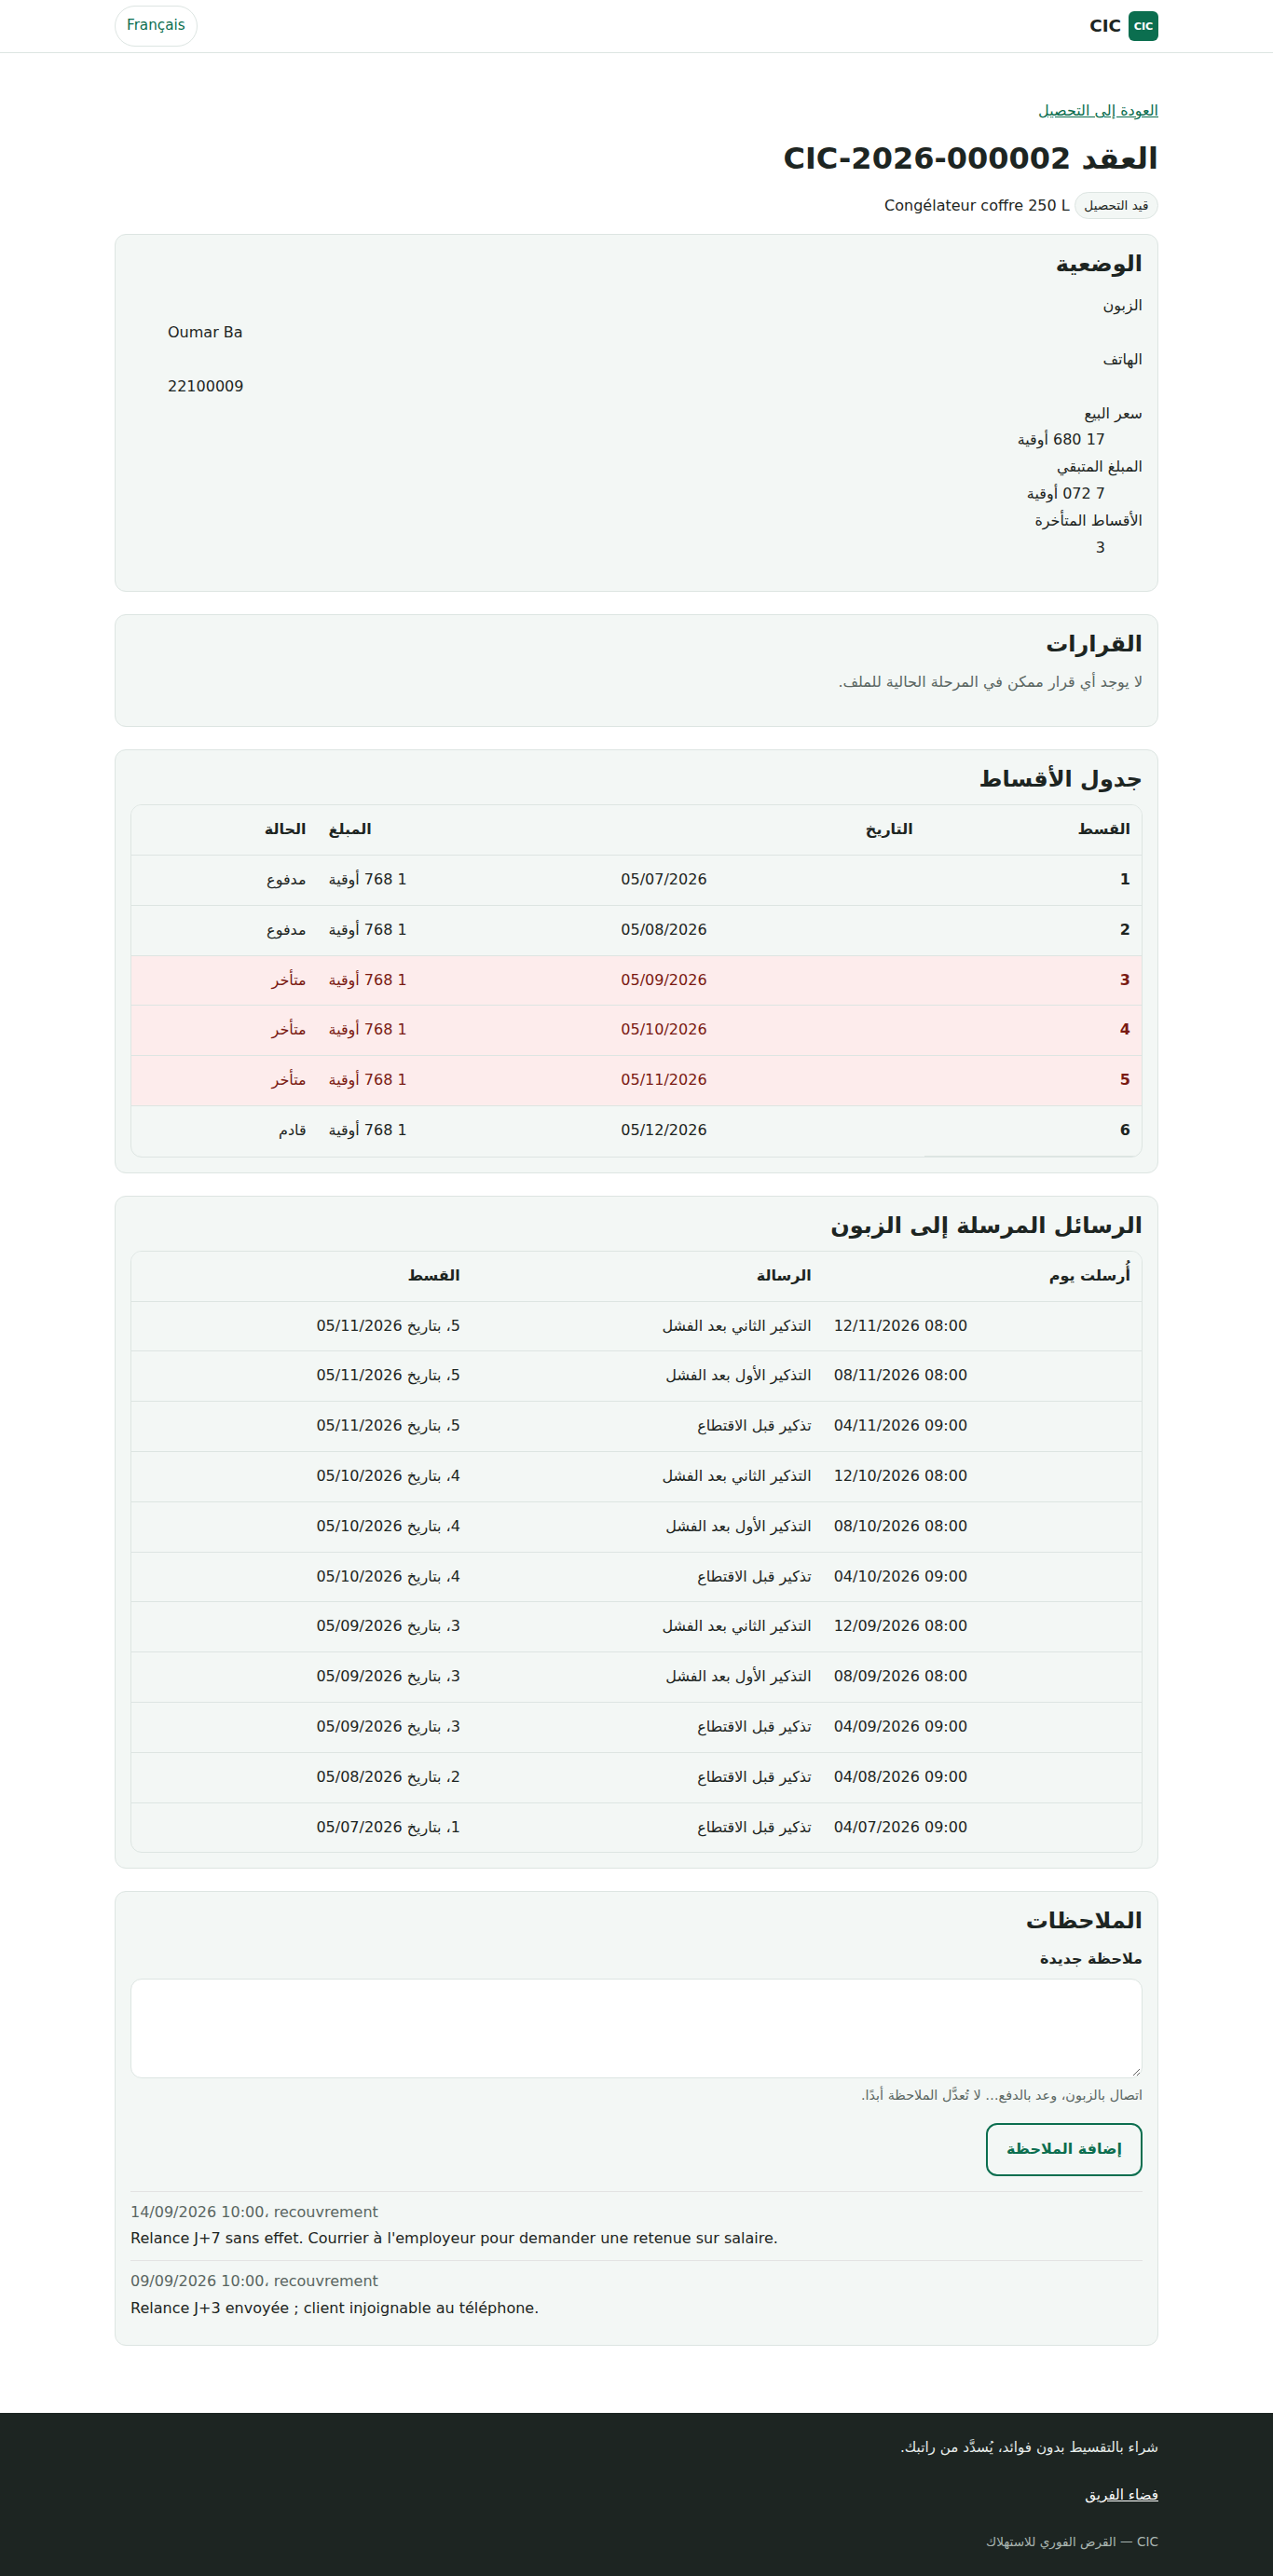 CIC CIC
Français
العودة إلى التحصيل
العقد CIC-2026-000002
قيد التحصيل Congélateur coffre 250 L
الوضعية
الزبون
Oumar Ba
الهاتف
22100009
سعر البيع
17 680 أوقية
المبلغ المتبقي
7 072 أوقية
الأقساط المتأخرة
3
القرارات
لا يوجد أي قرار ممكن في المرحلة الحالية للملف.
جدول الأقساط
القسط التاريخ المبلغ الحالة
1 05/07/2026 1 768 أوقية مدفوع
2 05/08/2026 1 768 أوقية مدفوع
3 05/09/2026 1 768 أوقية متأخر
4 05/10/2026 1 768 أوقية متأخر
5 05/11/2026 1 768 أوقية متأخر
6 05/12/2026 1 768 أوقية قادم
الرسائل المرسلة إلى الزبون
أُرسلت يوم الرسالة القسط
12/11/2026 08:00 التذكير الثاني بعد الفشل 5، بتاريخ 05/11/2026
08/11/2026 08:00 التذكير الأول بعد الفشل 5، بتاريخ 05/11/2026
04/11/2026 09:00 تذكير قبل الاقتطاع 5، بتاريخ 05/11/2026
12/10/2026 08:00 التذكير الثاني بعد الفشل 4، بتاريخ 05/10/2026
08/10/2026 08:00 التذكير الأول بعد الفشل 4، بتاريخ 05/10/2026
04/10/2026 09:00 تذكير قبل الاقتطاع 4، بتاريخ 05/10/2026
12/09/2026 08:00 التذكير الثاني بعد الفشل 3، بتاريخ 05/09/2026
08/09/2026 08:00 التذكير الأول بعد الفشل 3، بتاريخ 05/09/2026
04/09/2026 09:00 تذكير قبل الاقتطاع 3، بتاريخ 05/09/2026
04/08/2026 09:00 تذكير قبل الاقتطاع 2، بتاريخ 05/08/2026
04/07/2026 09:00 تذكير قبل الاقتطاع 1، بتاريخ 05/07/2026
الملاحظات
ملاحظة جديدة
اتصال بالزبون، وعد بالدفع… لا تُعدَّل الملاحظة أبدًا.
إضافة الملاحظة
14/09/2026 10:00، recouvrement
Relance J+7 sans effet. Courrier à l'employeur pour demander une retenue sur salaire.
09/09/2026 10:00، recouvrement
Relance J+3 envoyée ; client injoignable au téléphone.
شراء بالتقسيط بدون فوائد، يُسدَّد من راتبك.
فضاء الفريق
CIC — القرض الفوري للاستهلاك